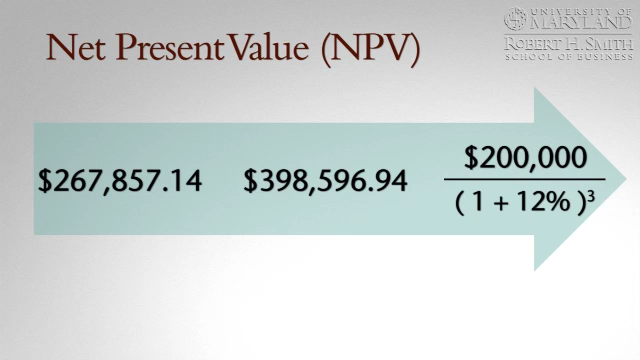 Net Present Value (NPV)
UNIVERSITY OF
MARYLAND
ROBERT H. SMITH
SCHOOL OF BUSINESS
$267,857.14 $398,596.94 $200,000
( 1 + 12% )³